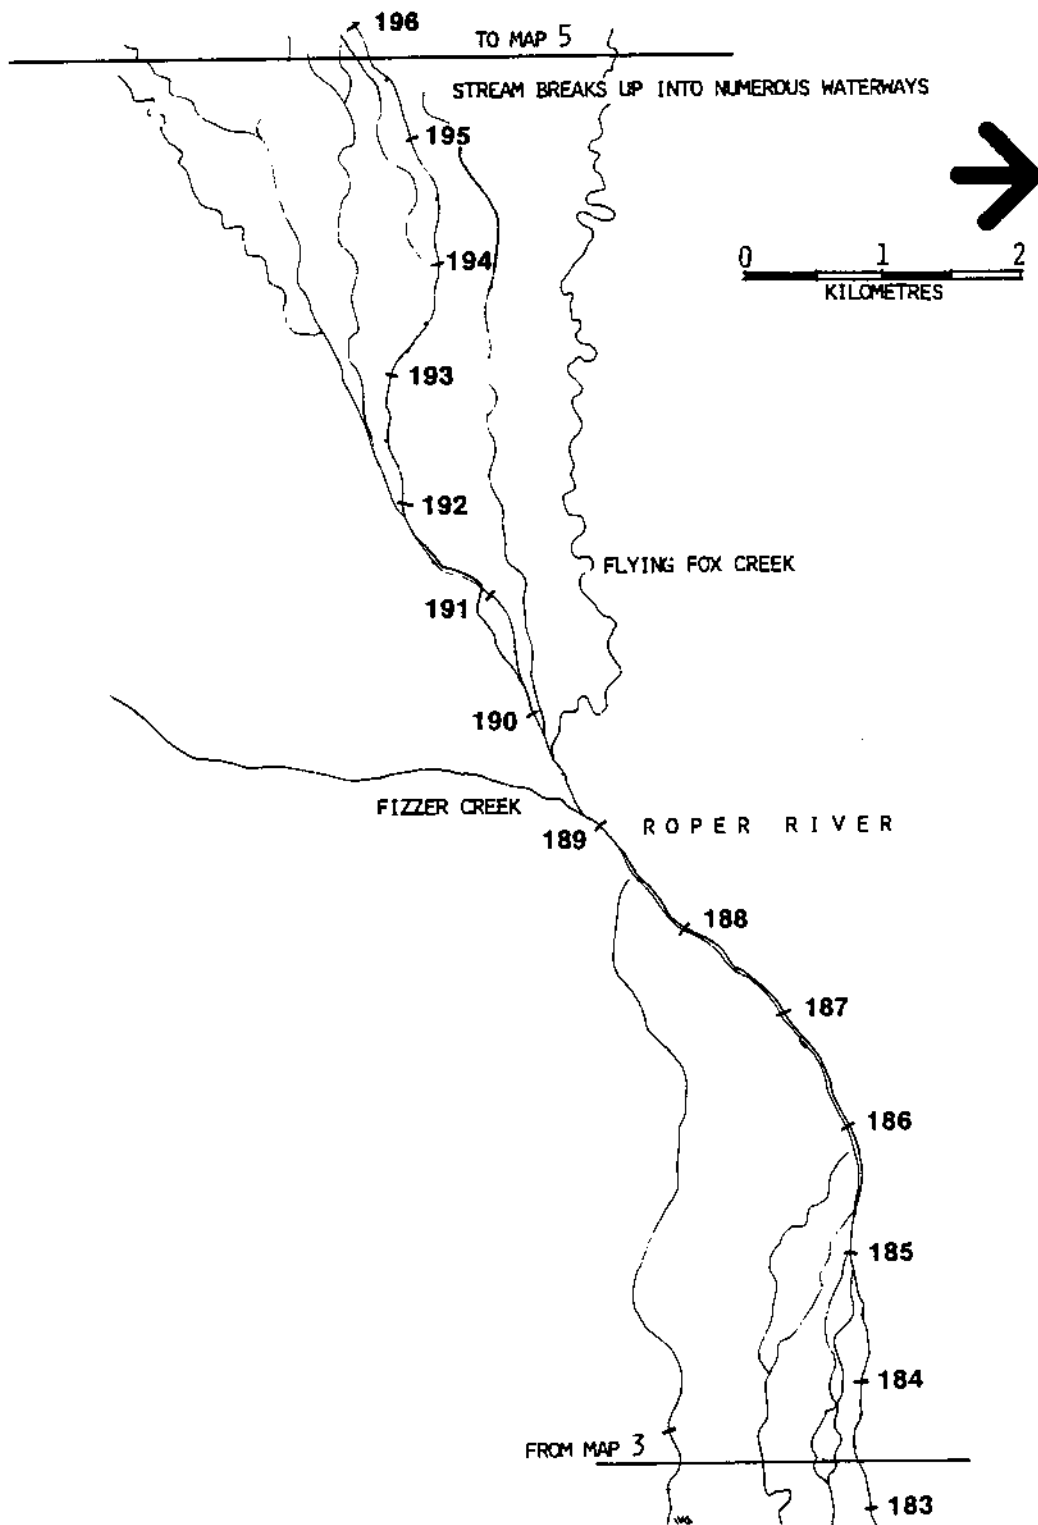 196
TO MAP 5
STREAM BREAKS UP INTO NUMEROUS WATERWAYS
195
194
0 1 2
KILOMETRES
193
192
FLYING FOX CREEK
191
190
FIZZER CREEK
189
ROPER RIVER
188
187
186
185
184
FROM MAP 3
183